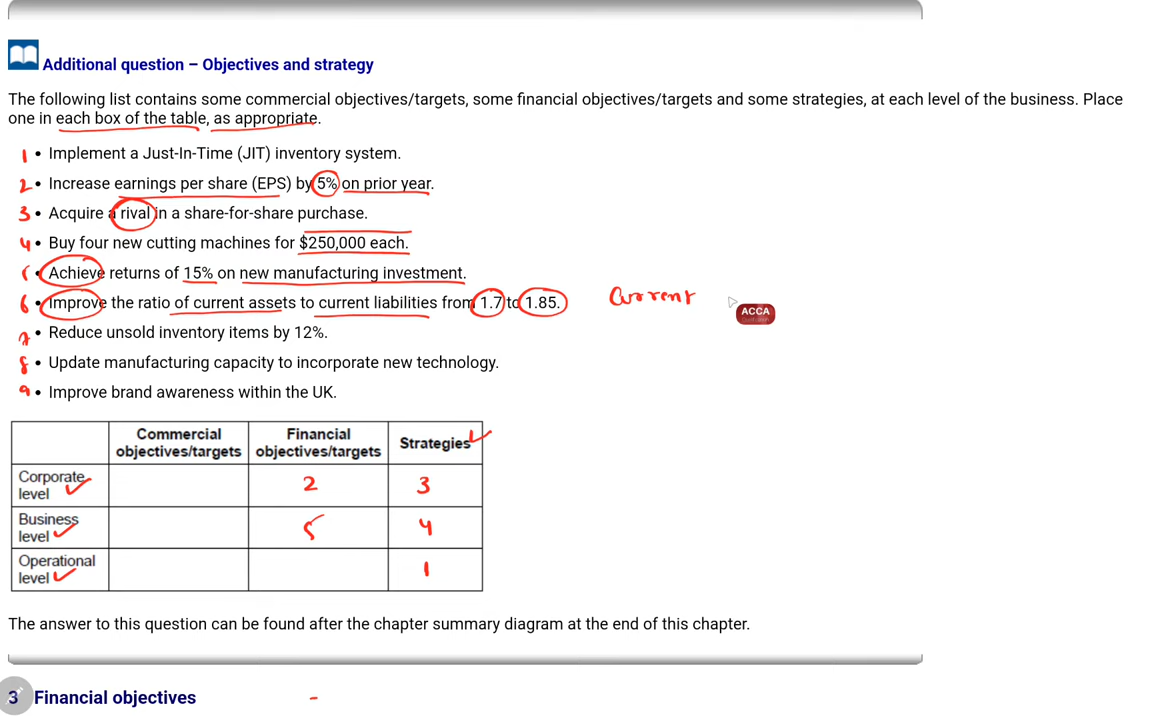 Additional question – Objectives and strategy
The following list contains some commercial objectives/targets, some financial objectives/targets and some strategies, at each level of the business. Place
one in each box of the table, as appropriate.
1 • Implement a Just-In-Time (JIT) inventory system.
2 • Increase earnings per share (EPS) by 5% on prior year.
3 • Acquire a rival in a share-for-share purchase.
4 • Buy four new cutting machines for $250,000 each.
5 • Achieve returns of 15% on new manufacturing investment.
6 • Improve the ratio of current assets to current liabilities from 1.7 to 1.85. Current
ACCA
7 • Reduce unsold inventory items by 12%.
8 • Update manufacturing capacity to incorporate new technology.
9 • Improve brand awareness within the UK.
Commercial objectives/targets Financial objectives/targets Strategies
Corporate level 2 3
Business level 5 4
Operational level 1
The answer to this question can be found after the chapter summary diagram at the end of this chapter.
3 Financial objectives